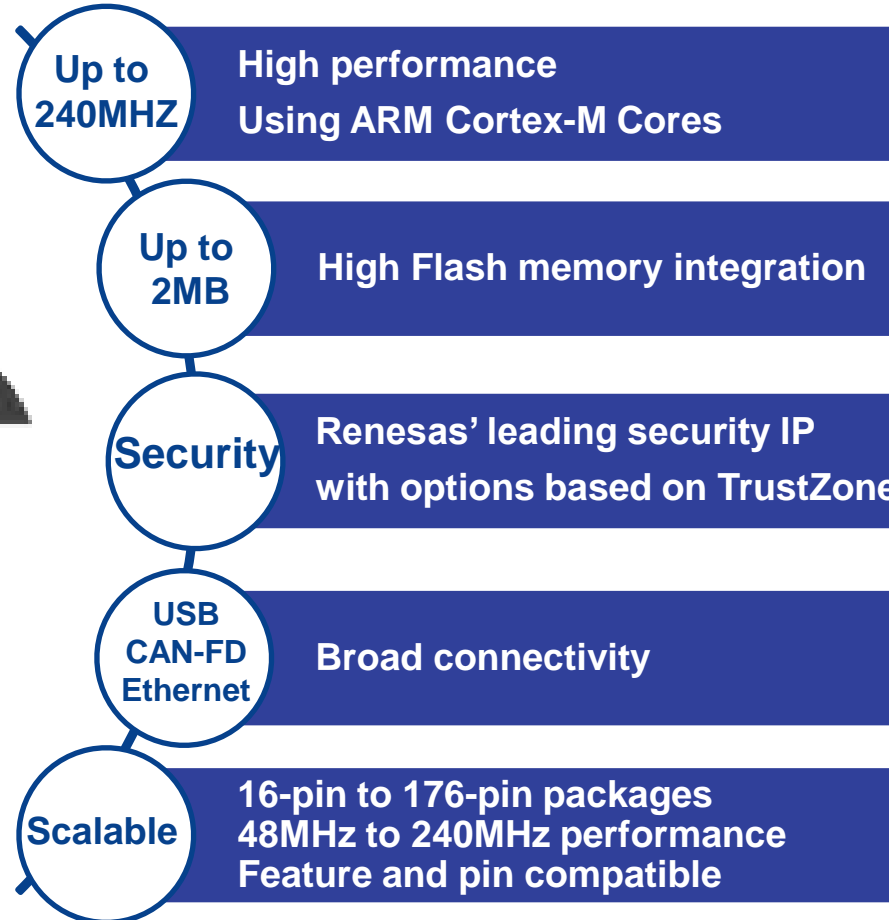 Up to
240MHZ
High performance
Using ARM Cortex-M Cores
Up to
2MB
High Flash memory integration
Security
Renesas’ leading security IP
with options based on TrustZone
USB
CAN-FD
Ethernet
Broad connectivity
Scalable
16-pin to 176-pin packages
48MHz to 240MHz performance
Feature and pin compatible